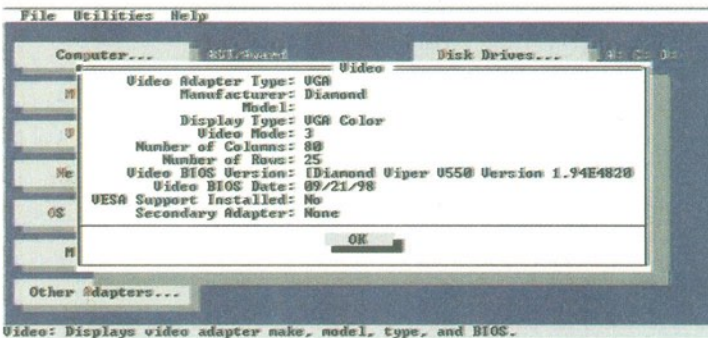 File Utilities Help
Computer...
Disk Drives...
Video
Video Adapter Type: VGA
Manufacturer: Diamond
Model:
Display Type: VGA Color
Video Mode: 3
Number of Columns: 80
Number of Rows: 25
Video BIOS Version: [Diamond Viper V550 Version 1.94E4820
Video BIOS Date: 09/21/98
VESA Support Installed: No
Secondary Adapter: None
OK
M
V
Me
OS
M
Other Adapters...
Video: Displays video adapter make, model, type, and BIOS.